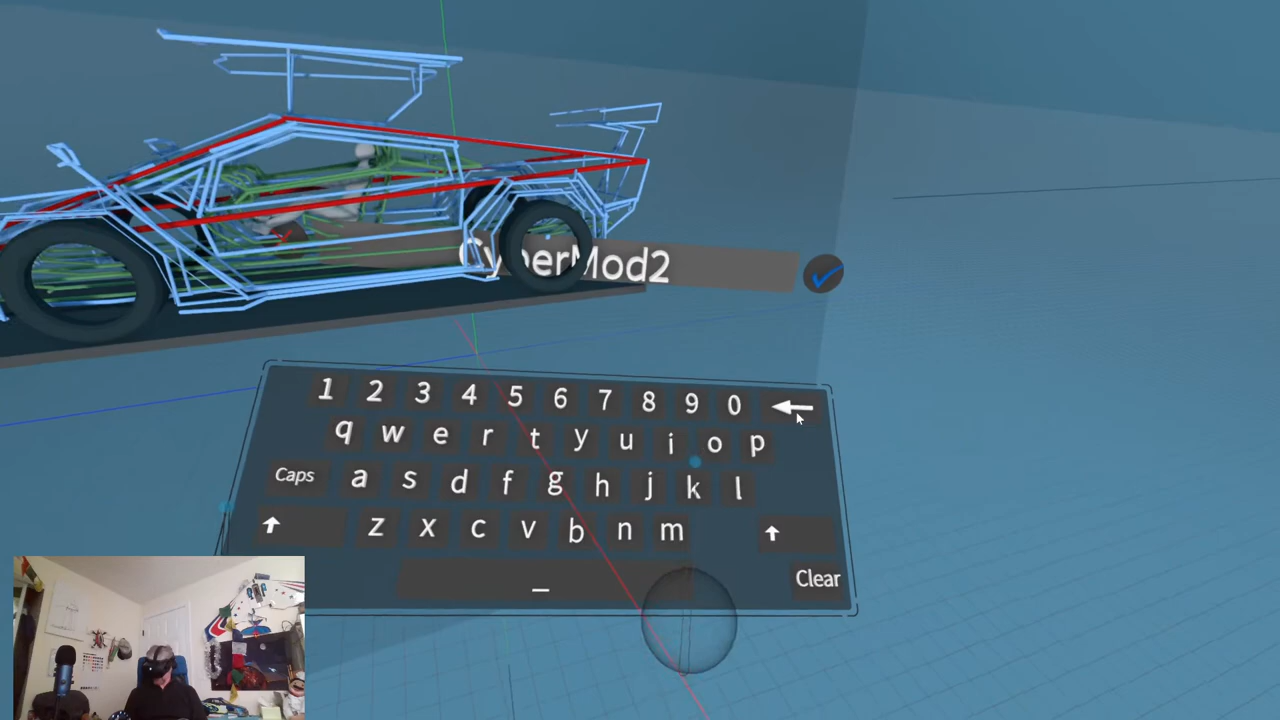 CyberMod2
1 2 3 4 5 6 7 8 9 0
q w e r t y u i o p
Caps a s d f g h j k l
z x c v b n m
_ Clear